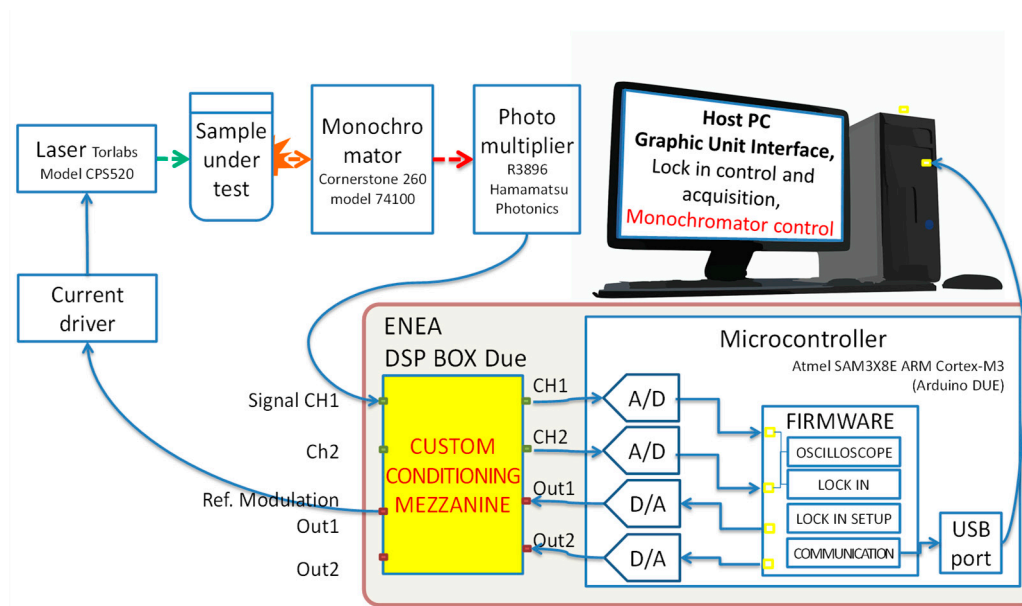 Laser Torlabs
Model CPS520
Sample
under
test
Monochro
mator
Cornerstone 260
model 74100
Photo
multiplier
R3896
Hamamatsu
Photonics
Host PC
Graphic Unit Interface,
Lock in control and
acquisition,
Monochromator control
Current
driver
ENEA
DSP BOX Due
Microcontroller
Atmel SAM3X8E ARM Cortex-M3
(Arduino DUE)
Signal CH1
Ch2
Ref. Modulation
Out1
Out2
CUSTOM
CONDITIONING
MEZZANINE
CH1
CH2
Out1
Out2
A/D
A/D
D/A
D/A
FIRMWARE
OSCILLOSCOPE
LOCK IN
LOCK IN SETUP
COMMUNICATION
USB
port